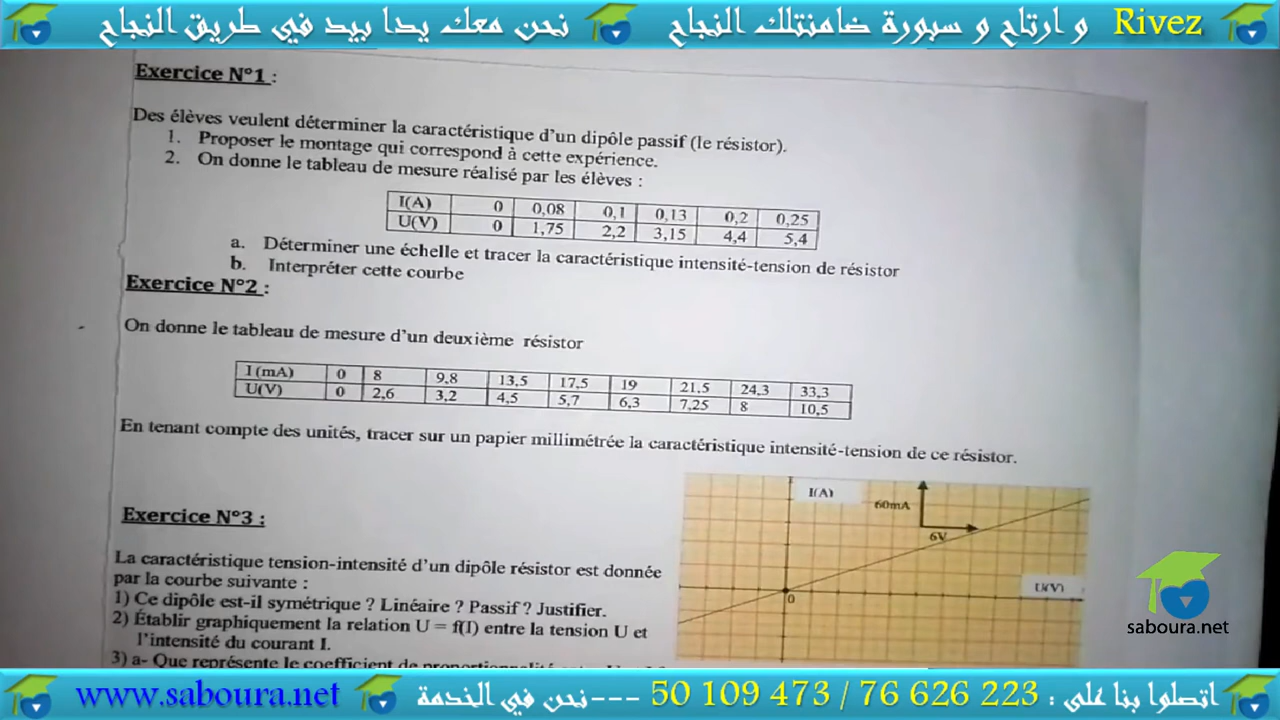 Rivez و ارتاح و سبورة ضامنتلك النجاح نحن معك يدا بيد في طريق النجاح
Exercice N°1 :
Des élèves veulent déterminer la caractéristique d'un dipôle passif (le résistor).
1. Proposer le montage qui correspond à cette expérience.
2. On donne le tableau de mesure réalisé par les élèves :
I(A) 0 0,08 0,1 0,13 0,2 0,25
U(V) 0 1,75 2,2 3,15 4,4 5,4
a. Déterminer une échelle et tracer la caractéristique intensité-tension de résistor
b. Interpréter cette courbe
Exercice N°2 :
On donne le tableau de mesure d'un deuxième résistor
I (mA) 0 8 9,8 13,5 17,5 19 21,5 24,3 33,3
U(V) 0 2,6 3,2 4,5 5,7 6,3 7,25 8 10,5
En tenant compte des unités, tracer sur un papier millimétrée la caractéristique intensité-tension de ce résistor.
I(A)
60mA
6V
U(V)
0
Exercice N°3 :
La caractéristique tension-intensité d'un dipôle résistor est donnée
par la courbe suivante :
1) Ce dipôle est-il symétrique ? Linéaire ? Passif ? Justifier.
2) Établir graphiquement la relation U = f(I) entre la tension U et
l'intensité du courant I.
3) a- Que représente le coefficient de
saboura.net
www.saboura.net اتصلوا بنا على : 50 109 473 / 76 626 223 ---نحن في الخدمة